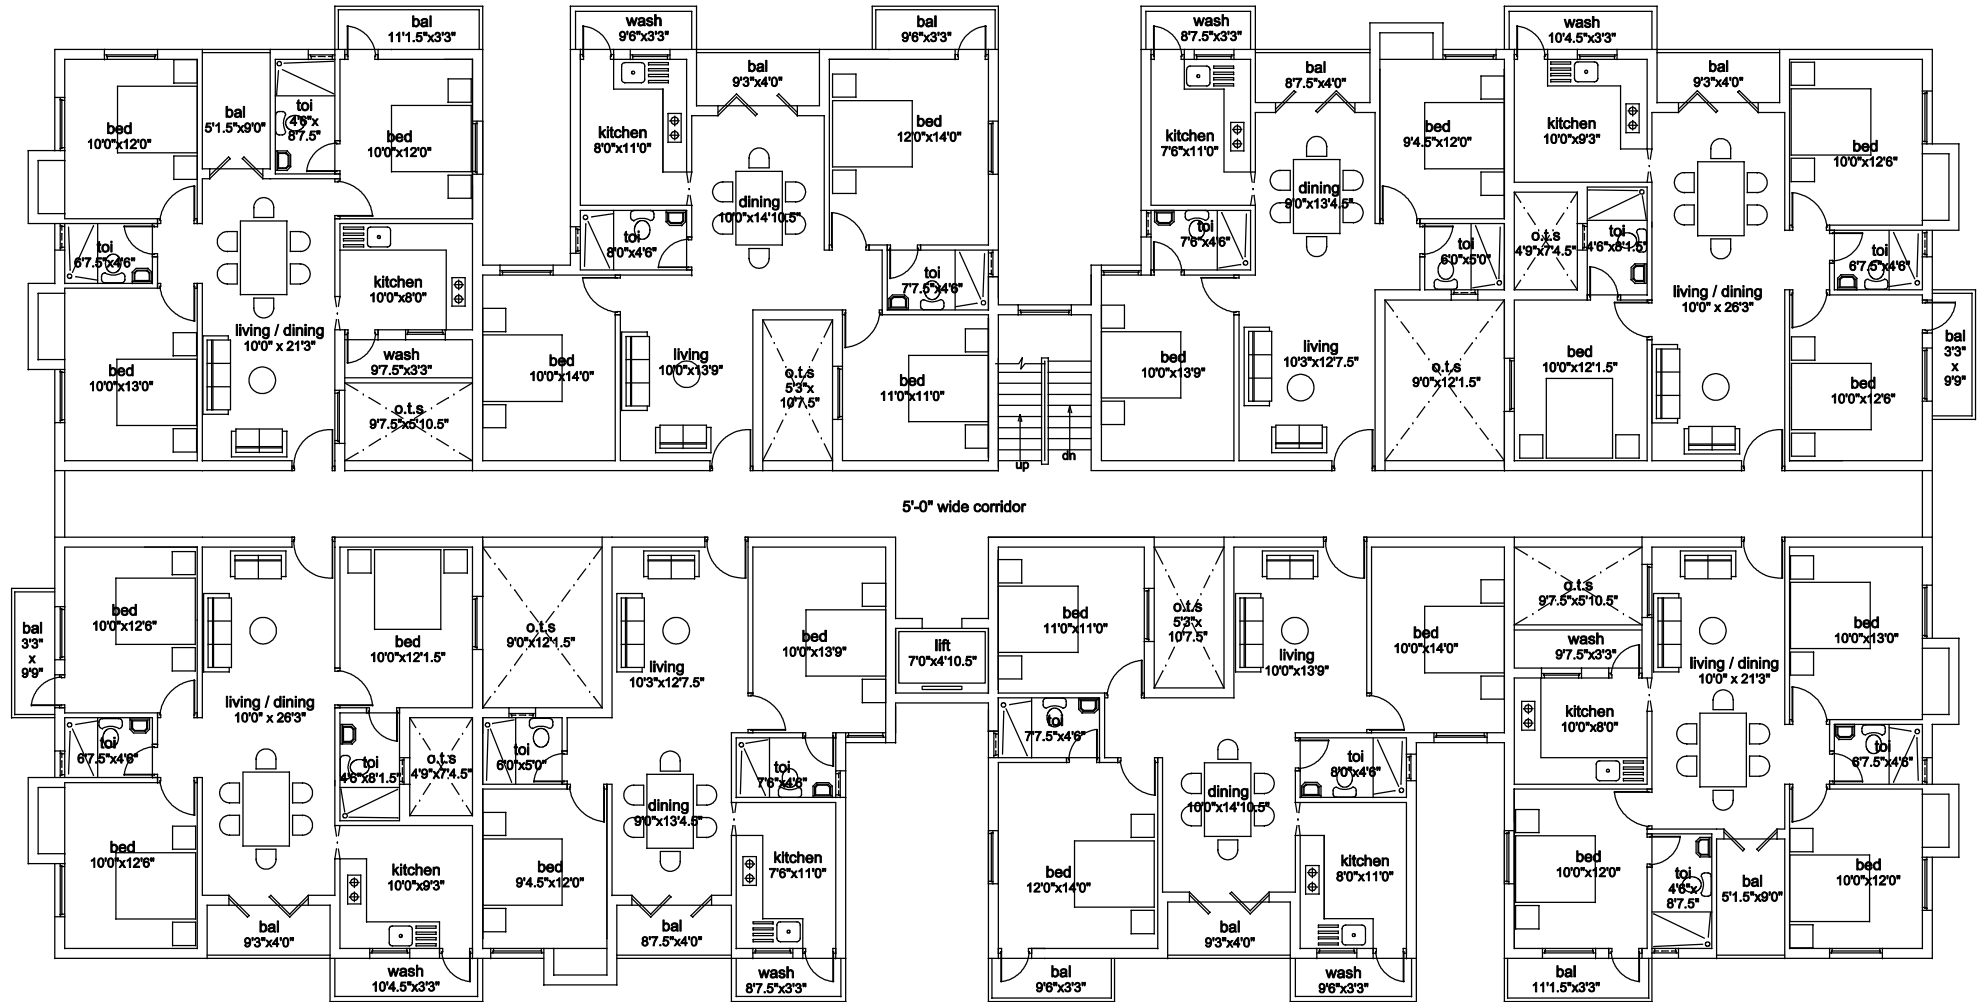 bal
11'1.5"x3'3"
wash
9'6"x3'3"
bal
9'6"x3'3"
wash
8'7.5"x3'3"
wash
10'4.5"x3'3"
bed
10'0"x12'0"
bal
5'1.5"x9'0"
toi
4'6"x
8'7.5"
bed
10'0"x12'0"
kitchen
8'0"x11'0"
bal
9'3"x4'0"
bed
12'0"x14'0"
kitchen
7'6"x11'0"
bal
8'7.5"x4'0"
bed
9'4.5"x12'0"
kitchen
10'0"x9'3"
bal
9'3"x4'0"
bed
10'0"x12'6"
dining
10'0"x14'10.5"
dining
9'0"x13'4.5"
toi
6'7.5"x4'6"
toi
8'0"x4'6"
toi
7'6"x4'6"
toi
6'0"x5'0"
o.t.s
4'9"x7'4.5"
toi
4'6"x8'1.5"
toi
6'7.5"x4'6"
kitchen
10'0"x8'0"
toi
7'7.5"x4'6"
living / dining
10'0" x 21'3"
living / dining
10'0" x 26'3"
bed
10'0"x13'0"
wash
9'7.5"x3'3"
bed
10'0"x14'0"
living
10'0"x13'9"
o.t.s
5'3"x
10'7.5"
bed
11'0"x11'0"
bed
10'0"x13'9"
living
10'3"x12'7.5"
o.t.s
9'0"x12'1.5"
bed
10'0"x12'1.5"
bed
10'0"x12'6"
bal
3'3"
x
9'9"
o.t.s
9'7.5"x5'10.5"
up
dn
5'-0" wide corridor
bal
3'3"
x
9'9"
bed
10'0"x12'6"
bed
10'0"x12'1.5"
o.t.s
9'0"x12'1.5"
living
10'3"x12'7.5"
bed
10'0"x13'9"
lift
7'0"x4'10.5"
bed
11'0"x11'0"
o.t.s
5'3"x
10'7.5"
living
10'0"x13'9"
bed
10'0"x14'0"
o.t.s
9'7.5"x5'10.5"
wash
9'7.5"x3'3"
bed
10'0"x13'0"
living / dining
10'0" x 26'3"
living / dining
10'0" x 21'3"
toi
6'7.5"x4'6"
toi
4'6"x8'1.5"
o.t.s
4'9"x7'4.5"
toi
6'0"x5'0"
toi
7'6"x4'6"
toi
7'7.5"x4'6"
toi
8'0"x4'6"
kitchen
10'0"x8'0"
toi
6'7.5"x4'6"
dining
9'0"x13'4.5"
dining
10'0"x14'10.5"
bed
10'0"x12'6"
kitchen
10'0"x9'3"
bed
9'4.5"x12'0"
kitchen
7'6"x11'0"
bed
12'0"x14'0"
kitchen
8'0"x11'0"
bed
10'0"x12'0"
toi
4'6"x
8'7.5"
bal
5'1.5"x9'0"
bed
10'0"x12'0"
bal
9'3"x4'0"
bal
8'7.5"x4'0"
bal
9'3"x4'0"
wash
10'4.5"x3'3"
wash
8'7.5"x3'3"
bal
9'6"x3'3"
wash
9'6"x3'3"
bal
11'1.5"x3'3"